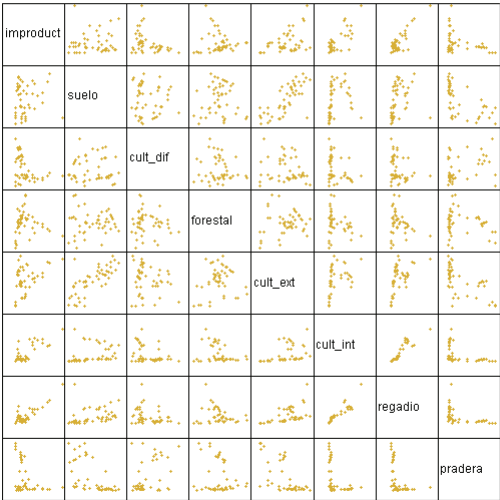 improduct
suelo
cult_dif
forestal
cult_ext
cult_int
regadio
pradera